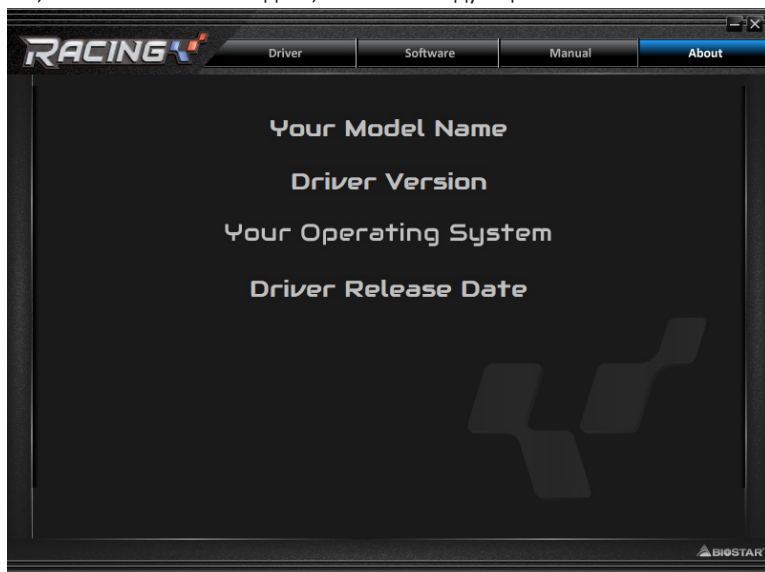 RACING
Driver Software Manual About
Your Model Name
Driver Version
Your Operating System
Driver Release Date
BIOSTAR